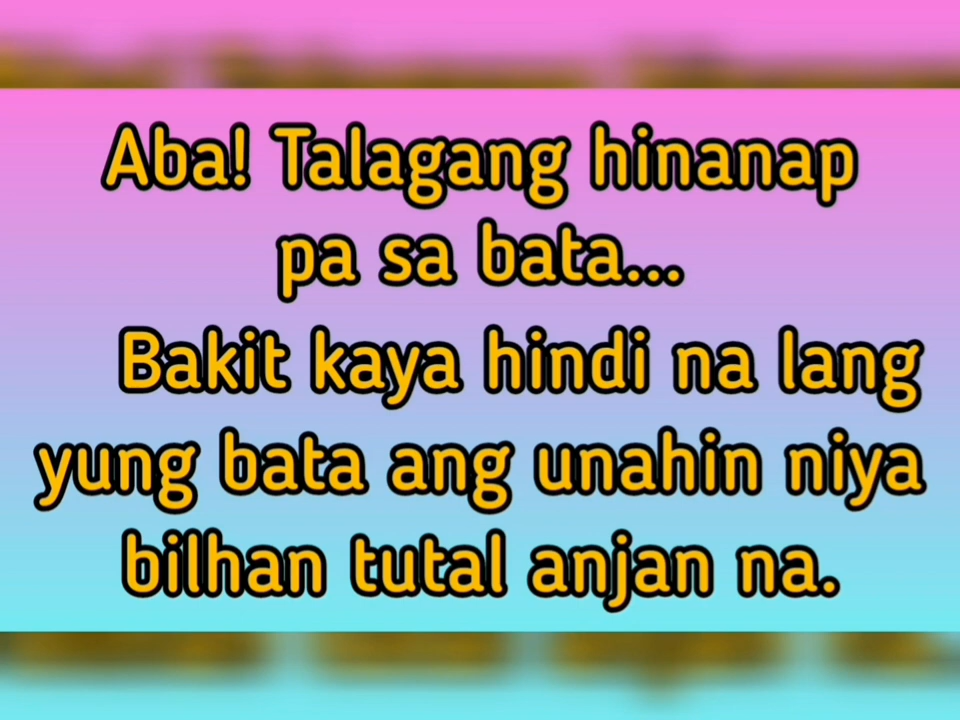 Aba! Talagang hinanap
pa sa bata...
Bakit kaya hindi na lang
yung bata ang unahin niya
bilhan tutal anjan na.